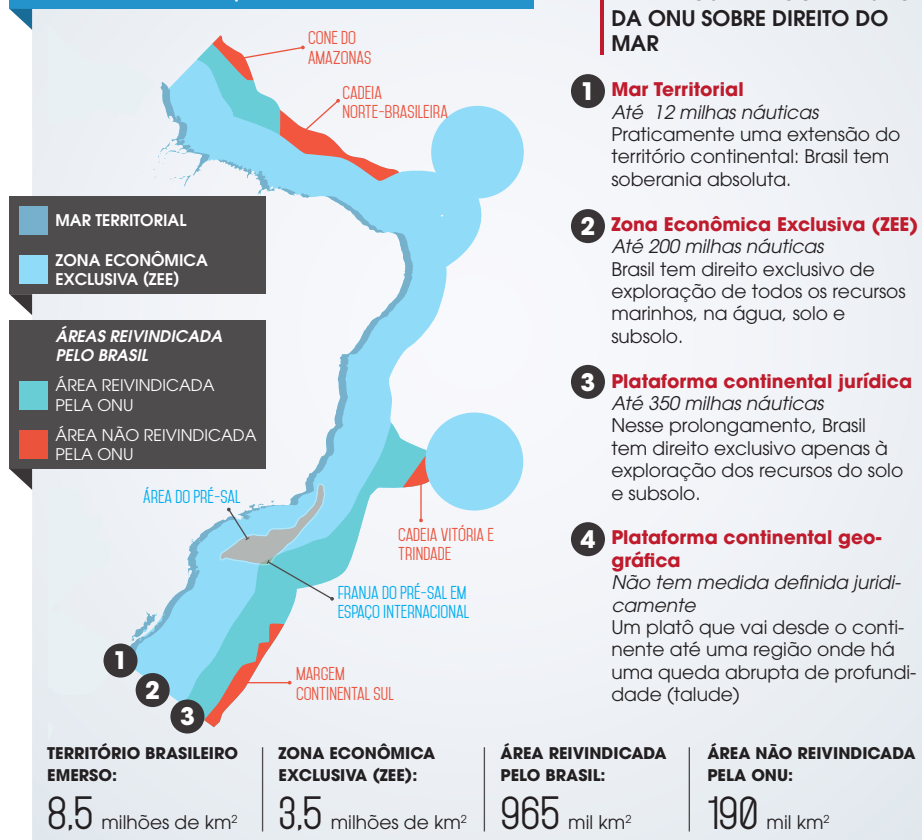 DA ONU SOBRE DIREITO DO
MAR
CONE DO
AMAZONAS
CADEIA
NORTE-BRASILEIRA
MAR TERRITORIAL
ZONA ECONÔMICA
EXCLUSIVA (ZEE)
ÁREAS REIVINDICADA
PELO BRASIL
ÁREA REIVINDICADA
PELA ONU
ÁREA NÃO REIVINDICADA
PELA ONU
ÁREA DO PRÉ-SAL
CADEIA VITÓRIA E
TRINDADE
FRANJA DO PRÉ-SAL EM
ESPAÇO INTERNACIONAL
MARGEM
CONTINENTAL SUL
1
2
3
1 Mar Territorial
Até 12 milhas náuticas
Praticamente uma extensão do
território continental: Brasil tem
soberania absoluta.
2 Zona Econômica Exclusiva (ZEE)
Até 200 milhas náuticas
Brasil tem direito exclusivo de
exploração de todos os recursos
marinhos, na água, solo e
subsolo.
3 Plataforma continental jurídica
Até 350 milhas náuticas
Nesse prolongamento, Brasil
tem direito exclusivo apenas à
exploração dos recursos do solo
e subsolo.
4 Plataforma continental geo-
gráfica
Não tem medida definida juridi-
camente
Um platô que vai desde o conti-
nente até uma região onde há
uma queda abrupta de profundi-
dade (talude)
TERRITÓRIO BRASILEIRO
EMERSO:
8,5 milhões de km²
ZONA ECONÔMICA
EXCLUSIVA (ZEE):
3,5 milhões de km²
ÁREA REIVINDICADA
PELO BRASIL:
965 mil km²
ÁREA NÃO REIVINDICADA
PELA ONU:
190 mil km²